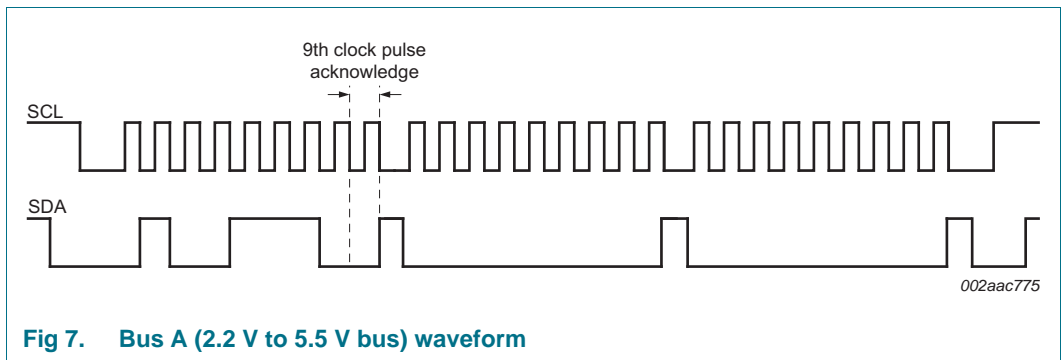 9th clock pulse
acknowledge
SCL
SDA
002aac775
Fig 7. Bus A (2.2 V to 5.5 V bus) waveform